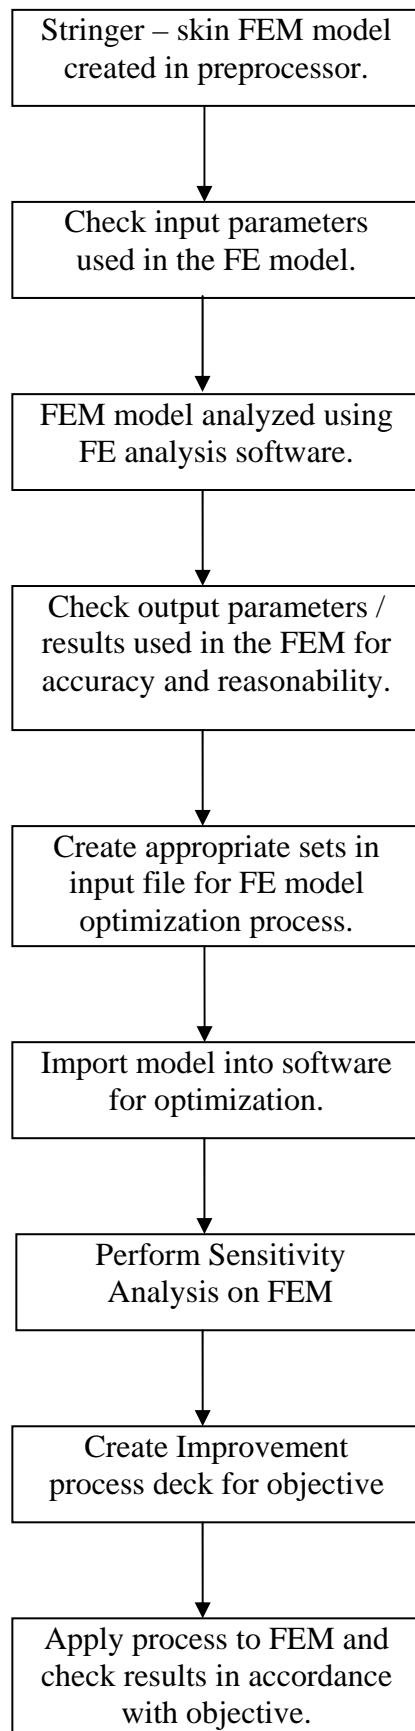 Stringer – skin FEM model
created in preprocessor.
Check input parameters
used in the FE model.
FEM model analyzed using
FE analysis software.
Check output parameters /
results used in the FEM for
accuracy and reasonability.
Create appropriate sets in
input file for FE model
optimization process.
Import model into software
for optimization.
Perform Sensitivity
Analysis on FEM
Create Improvement
process deck for objective
Apply process to FEM and
check results in accordance
with objective.